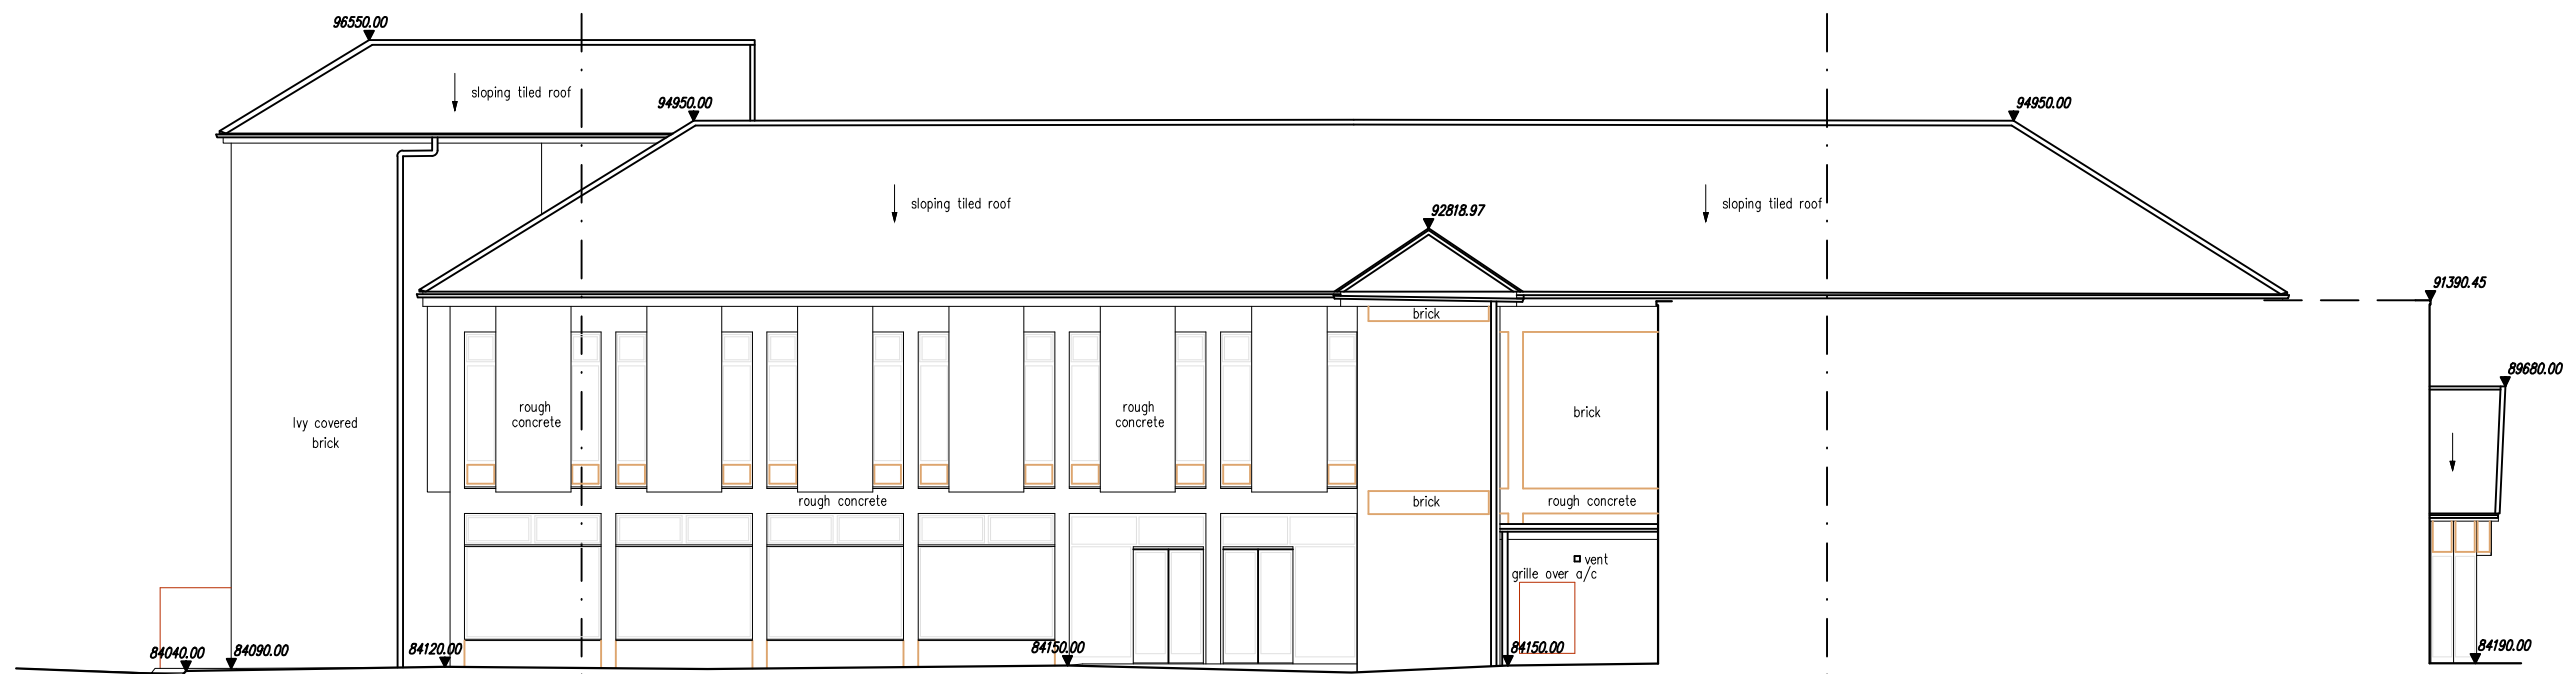 96550.00
sloping tiled roof
94950.00
94950.00
sloping tiled roof
sloping tiled roof
92818.97
91390.45
brick
89680.00
rough
concrete
rough
concrete
brick
Ivy covered
brick
rough concrete
brick
rough concrete
vent
grille over a/c
84040.00
84090.00
84120.00
84150.00
84150.00
84190.00